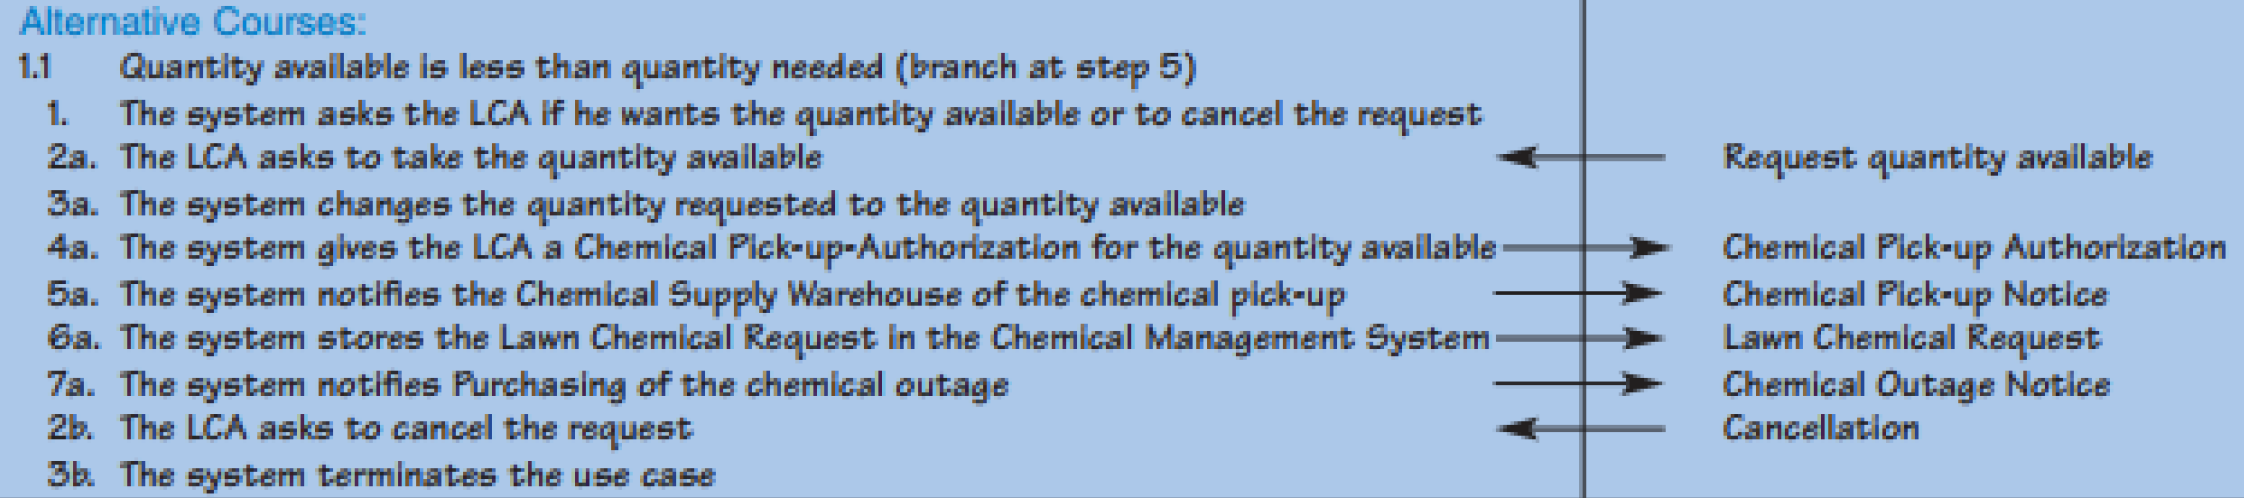 Alternative Courses:
1.1 Quantity available is less than quantity needed (branch at step 5)
1. The system asks the LCA if he wants the quantity available or to cancel the request
2a. The LCA asks to take the quantity available Request quantity available
3a. The system changes the quantity requested to the quantity available
4a. The system gives the LCA a Chemical Pick-up-Authorization for the quantity available Chemical Pick-up Authorization
5a. The system notifies the Chemical Supply Warehouse of the chemical pick-up Chemical Pick-up Notice
6a. The system stores the Lawn Chemical Request in the Chemical Management System Lawn Chemical Request
7a. The system notifies Purchasing of the chemical outage Chemical Outage Notice
2b. The LCA asks to cancel the request Cancellation
3b. The system terminates the use case